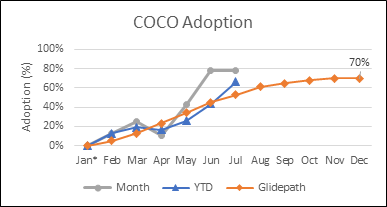 COCO Adoption
100%
80%
60%
40%
20%
0%
Adoption (%)
70%
Jan* Feb Mar Apr May Jun Jul Aug Sep Oct Nov Dec
Month YTD Glidepath